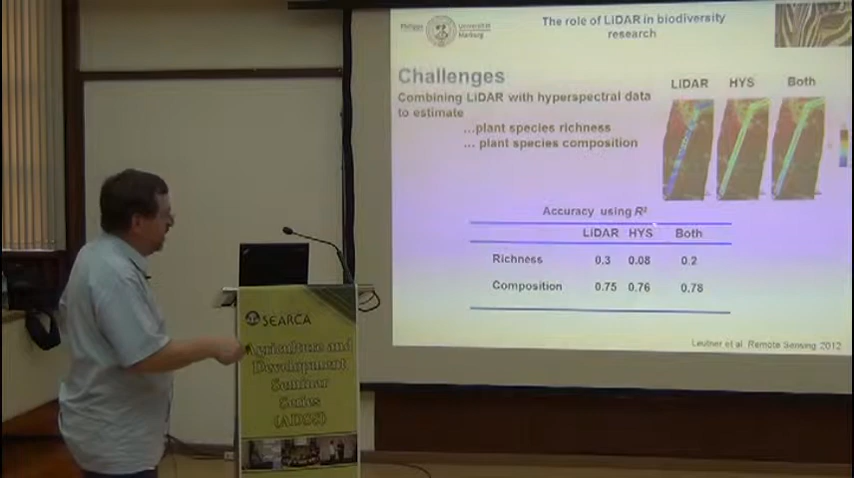 Philipps
Universität
Marburg
The role of LiDAR in biodiversity
research
Challenges
Combining LiDAR with hyperspectral data
to estimate
...plant species richness
... plant species composition
LiDAR HYS Both
Accuracy using R²
LiDAR HYS Both
Richness 0.3 0.08 0.2
Composition 0.75 0.76 0.78
Leutner et al. Remote Sensing 2012
SEARCA
Agriculture and
Development
Seminar
Series
(ADSS)